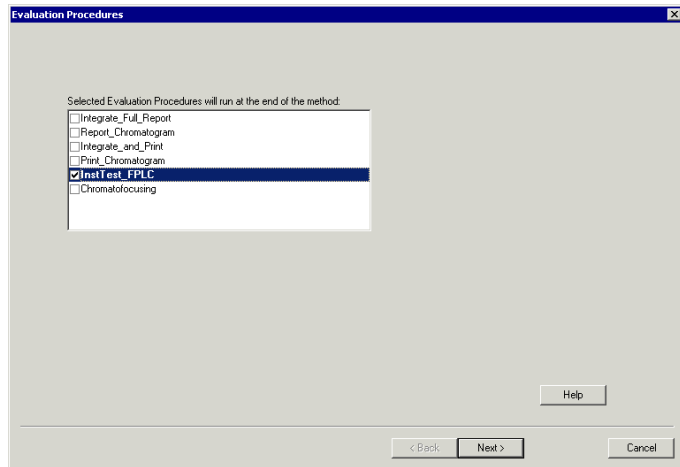 Evaluation Procedures
Selected Evaluation Procedures will run at the end of the method:
Integrate_Full_Report
Report_Chromatogram
Integrate_and_Print
Print_Chromatogram
InstTest_FPLC
Chromatofocusing
Help
< Back
Next >
Cancel